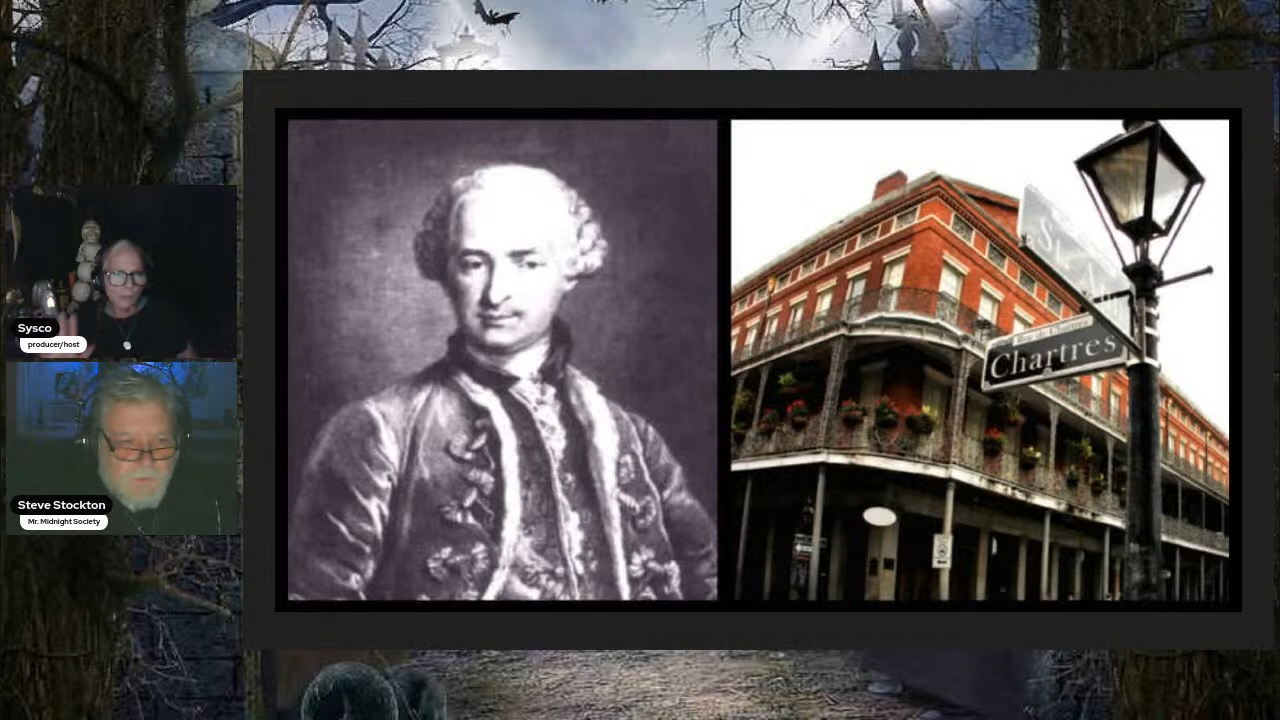 Sysco
producer/host
Steve Stockton
Mr. Midnight Society
Chartres